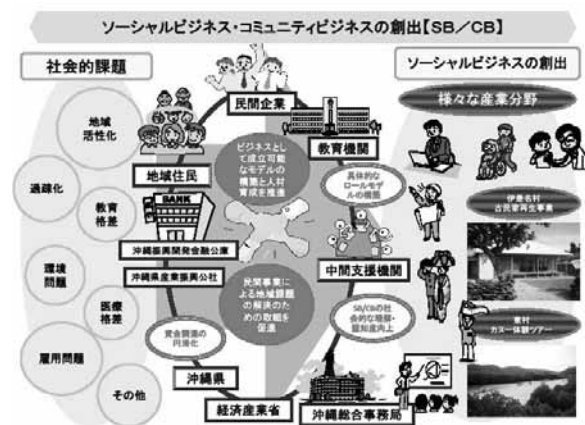 ソーシャルビジネス・コミュニティビジネスの創出【SB／CB】
社会的課題
地域
活性化
過疎化
教育
格差
環境
問題
医療
格差
雇用問題
その他
民間企業
地域住民
教育機関
BANK
沖縄振興開発金融公庫
沖縄県産業振興公社
中間支援機関
沖縄県
経済産業省
沖縄総合事務局
ビジネスとし
て成立可能
なモデルの
構築と人材
育成を推進
具体的な
ロールモデ
ルの構築
民間事業に
よる地域課題
の解決のた
めの取組を
促進
SB/CBの社
会的な理解・
認知度向上
資金調達の
円滑化
ソーシャルビジネスの創出
様々な産業分野
伊是名村
古民家再生事業
東村
カヌー体験ツアー